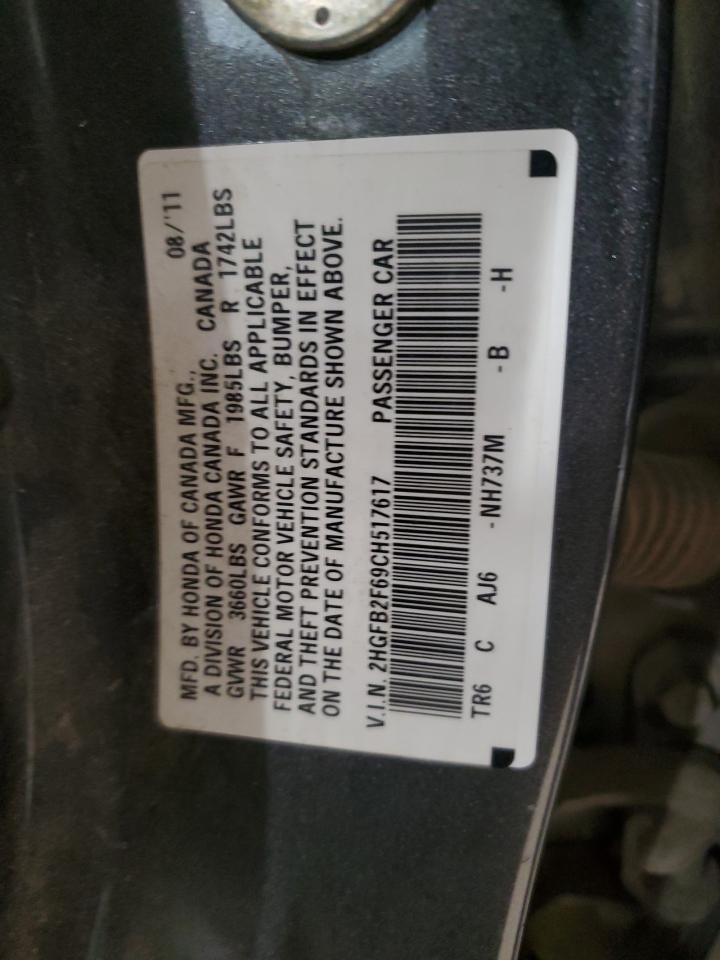 MFD. BY HONDA OF CANADA MFG., 08/'11
A DIVISION OF HONDA CANADA INC. CANADA
GVWR 3660LBS GAWR F 1985LBS R 1742LBS
THIS VEHICLE CONFORMS TO ALL APPLICABLE
FEDERAL MOTOR VEHICLE SAFETY, BUMPER,
AND THEFT PREVENTION STANDARDS IN EFFECT
ON THE DATE OF MANUFACTURE SHOWN ABOVE.
V.I.N. 2HGFB2F69CH517617 PASSENGER CAR
TR6 C AJ6 -NH737M -B -H